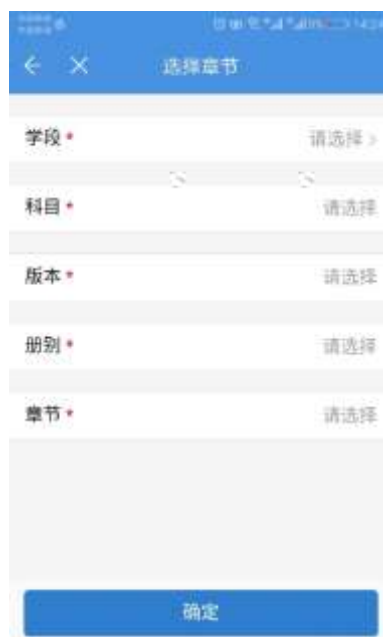 选择章节
学段 * 请选择 >
科目 * 请选择
版本 * 请选择
册别 * 请选择
章节 * 请选择
确定